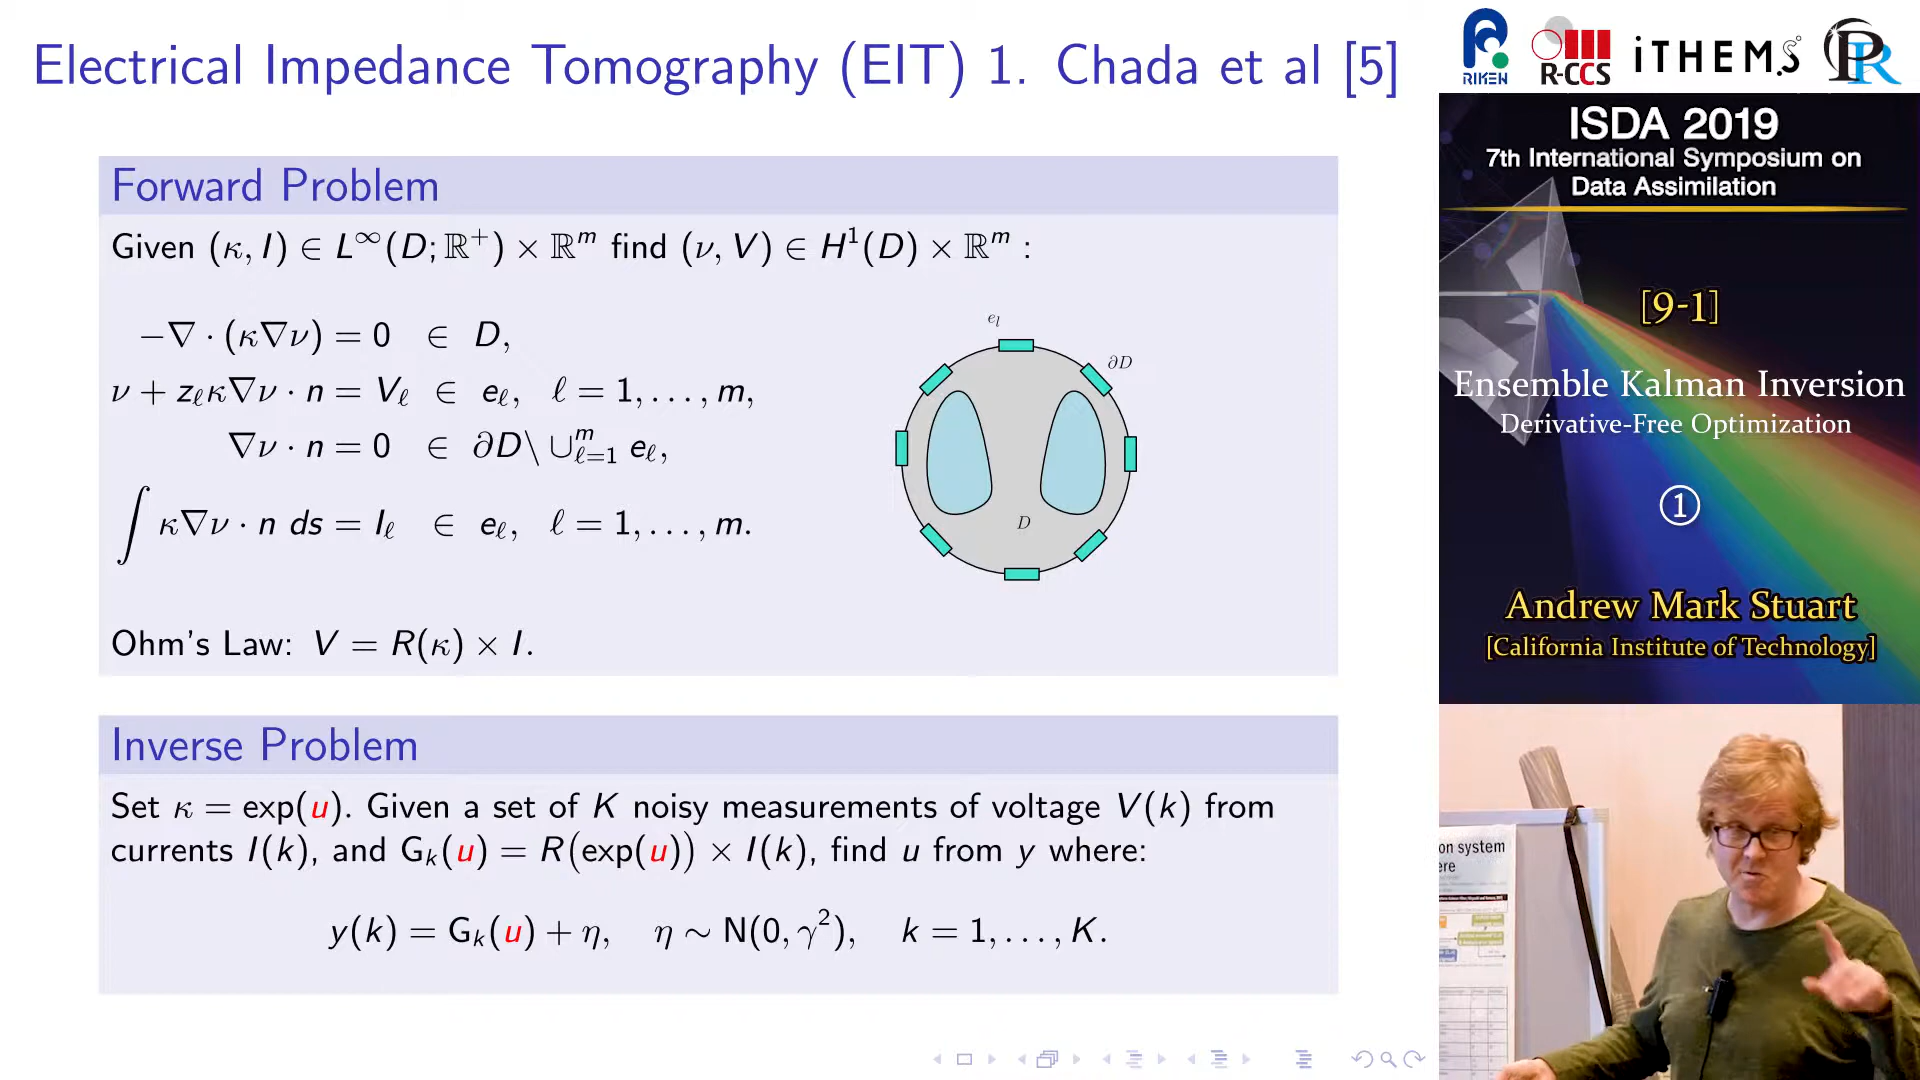 Electrical Impedance Tomography (EIT) 1. Chada et al [5]
Forward Problem
Given (κ, I) ∈ L^∞(D; ℝ^+) × ℝ^m find (ν, V) ∈ H^1(D) × ℝ^m :
−∇ · (κ∇ν) = 0 ∈ D,
ν + z_ℓκ∇ν · n = V_ℓ ∈ e_ℓ, ℓ = 1, . . . , m,
∇ν · n = 0 ∈ ∂D\ ∪_{ℓ=1}^m e_ℓ,
∫ κ∇ν · n ds = I_ℓ ∈ e_ℓ, ℓ = 1, . . . , m.
e_l
∂D
D
Ohm's Law: V = R(κ) × I.
Inverse Problem
Set κ = exp(u). Given a set of K noisy measurements of voltage V(k) from
currents I(k), and G_k(u) = R(exp(u)) × I(k), find u from y where:
y(k) = G_k(u) + η, η ∼ N(0, γ^2), k = 1, . . . , K.
RIKEN
R-CCS
iTHEMS
PR
ISDA 2019
7th International Symposium on
Data Assimilation
[9-1]
Ensemble Kalman Inversion
Derivative-Free Optimization
①
Andrew Mark Stuart
[California Institute of Technology]
on system
ere